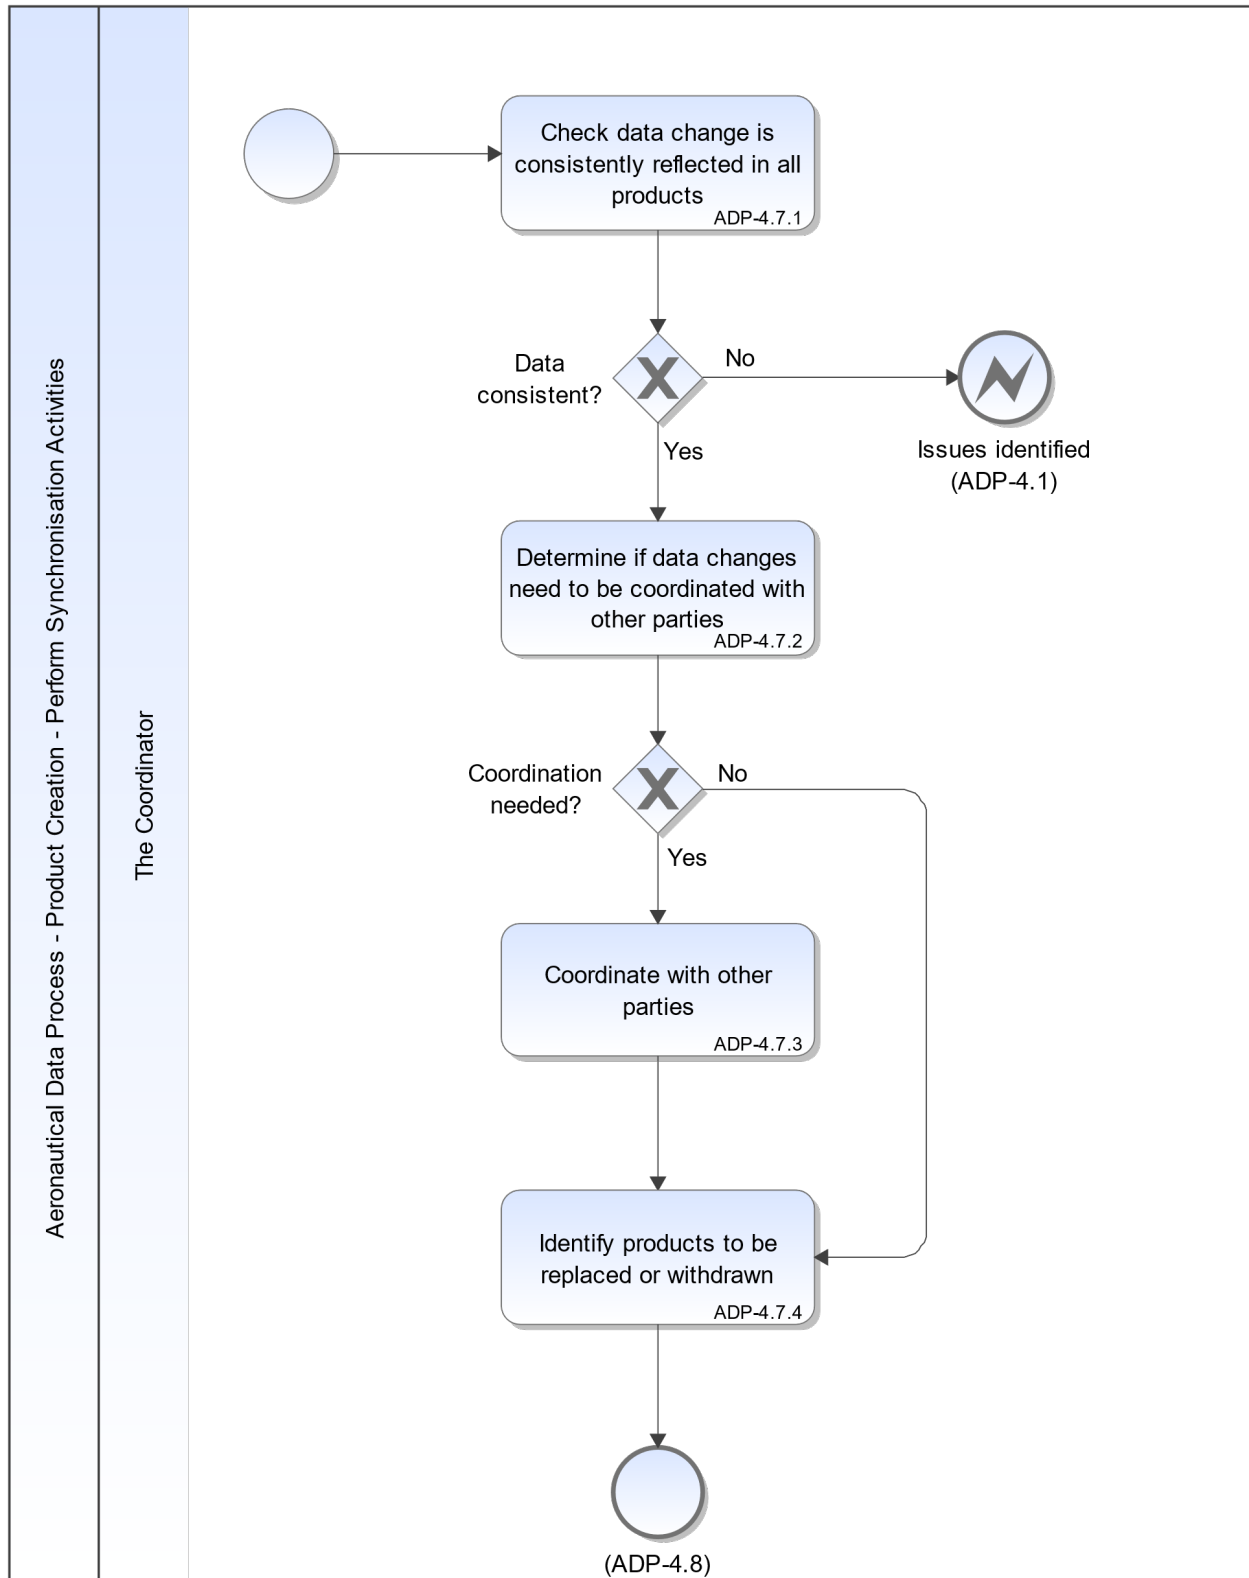 Aeronautical Data Process - Product Creation - Perform Synchronisation Activities
The Coordinator
Check data change is
consistently reflected in all
products
ADP-4.7.1
Data
consistent?
No
Yes
Issues identified
(ADP-4.1)
Determine if data changes
need to be coordinated with
other parties
ADP-4.7.2
Coordination
needed?
No
Yes
Coordinate with other
parties
ADP-4.7.3
Identify products to be
replaced or withdrawn
ADP-4.7.4
(ADP-4.8)